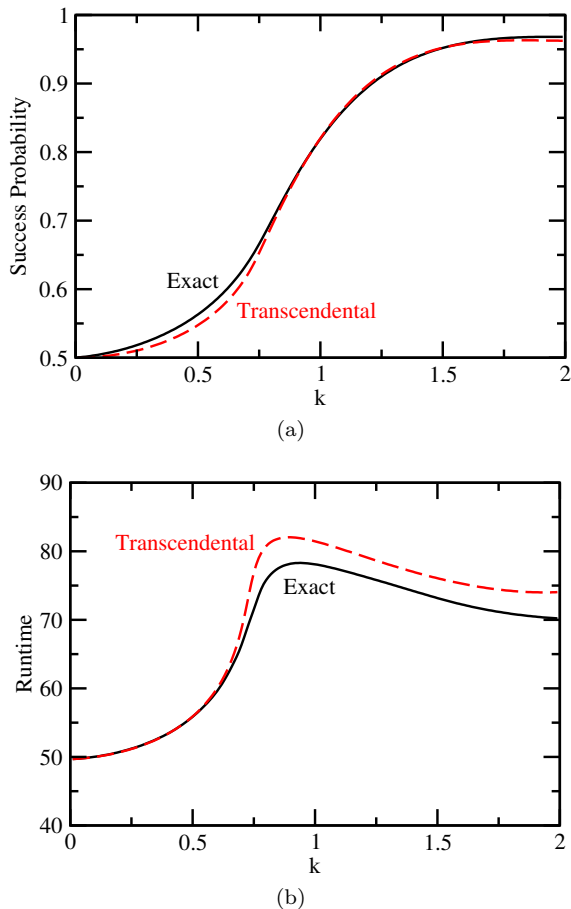 1
0.9
0.8
0.7
0.6
0.5
Success Probability
Exact
Transcendental
0
0.5
1
1.5
2
k
(a)
90
80
70
60
50
40
Runtime
Transcendental
Exact
0
0.5
1
1.5
2
k
(b)